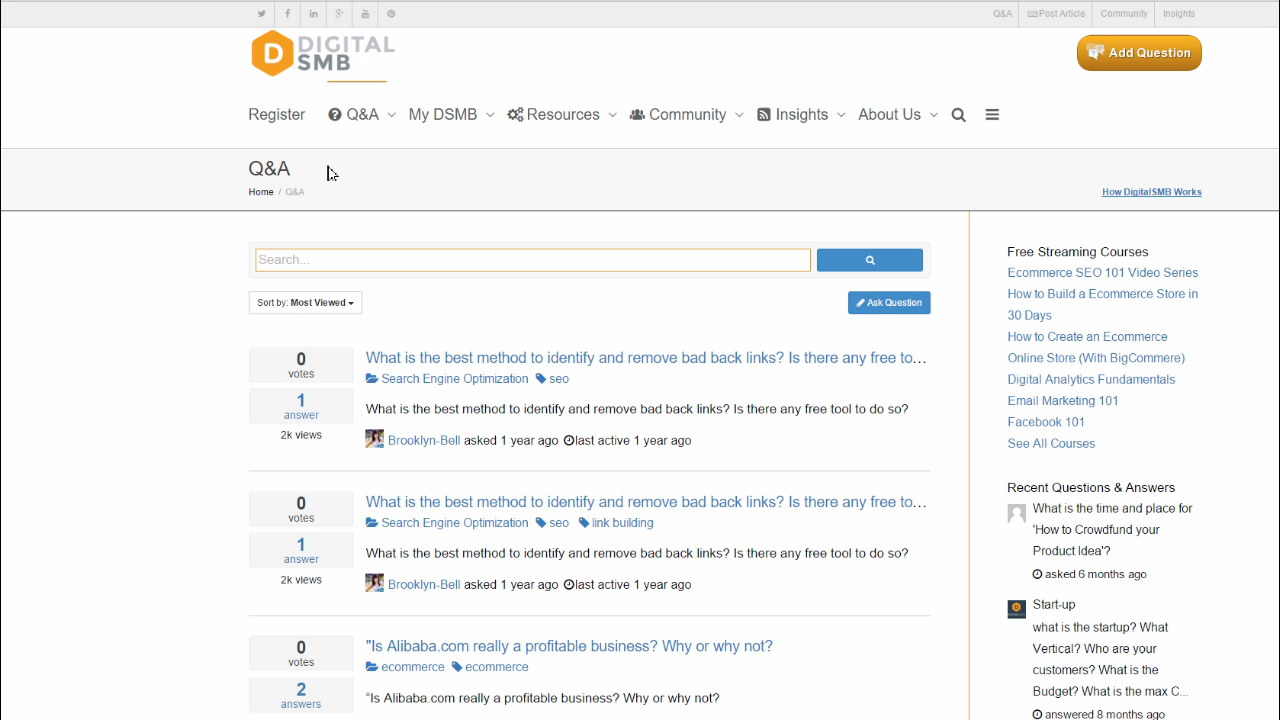 Q&A Post Article Community Insights
DIGITAL
SMB
Add Question
Register Q&A My DSMB Resources Community Insights About Us
Q&A
Home / Q&A
How DigitalSMB Works
Search...
Sort by: Most Viewed
Ask Question
0
votes
What is the best method to identify and remove bad back links? Is there any free to...
Search Engine Optimization seo
1
answer
What is the best method to identify and remove bad back links? Is there any free tool to do so?
2k views
Brooklyn-Bell asked 1 year ago last active 1 year ago
0
votes
What is the best method to identify and remove bad back links? Is there any free to...
Search Engine Optimization seo link building
1
answer
What is the best method to identify and remove bad back links? Is there any free tool to do so?
2k views
Brooklyn-Bell asked 1 year ago last active 1 year ago
0
votes
"Is Alibaba.com really a profitable business? Why or why not?
ecommerce ecommerce
2
answers
“Is Alibaba.com really a profitable business? Why or why not?
Free Streaming Courses
Ecommerce SEO 101 Video Series
How to Build a Ecommerce Store in
30 Days
How to Create an Ecommerce
Online Store (With BigCommere)
Digital Analytics Fundamentals
Email Marketing 101
Facebook 101
See All Courses
Recent Questions & Answers
What is the time and place for
'How to Crowdfund your
Product Idea'?
asked 6 months ago
Start-up
what is the startup? What
Vertical? Who are your
customers? What is the
Budget? What is the max C...
answered 8 months ago